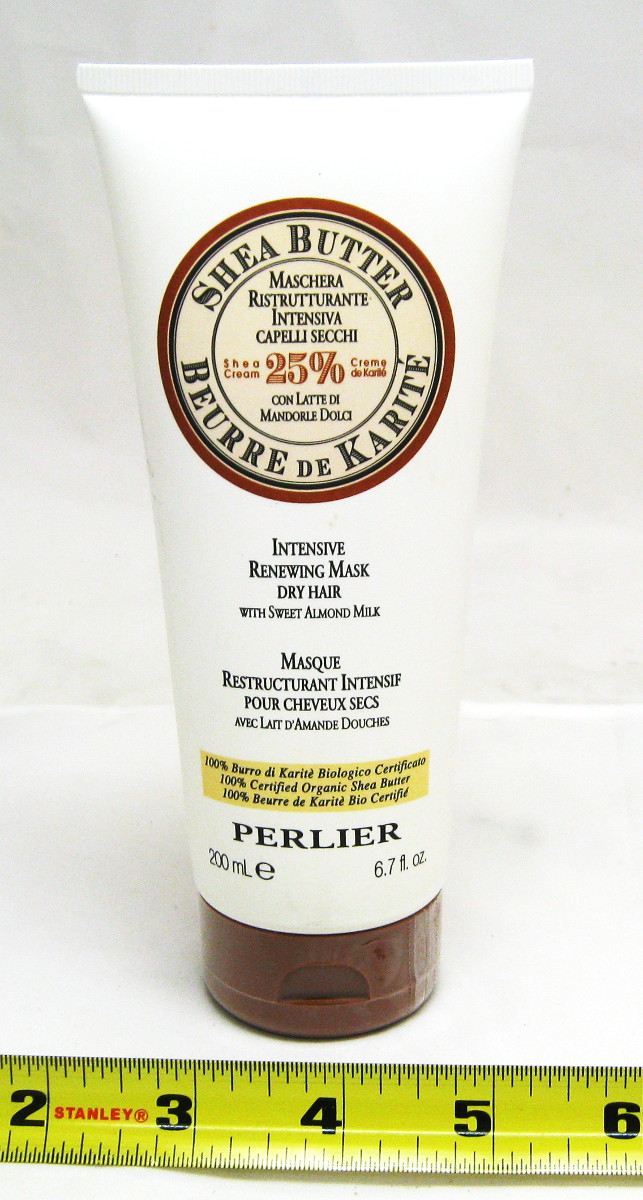 SHEA BUTTER
MASCHERA
RISTRUTTURANTE
INTENSIVA
CAPELLI SECCHI
Shea Cream
25%
Creme de Karité
CON LATTE DI
MANDORLE DOLCI
BEURRE DE KARITÉ
INTENSIVE
RENEWING MASK
DRY HAIR
WITH SWEET ALMOND MILK
MASQUE
RESTRUCTURANT INTENSIF
POUR CHEVEUX SECS
AVEC LAIT D'AMANDE DOUCHES
100% Burro di Karitè Biologico Certificato
100% Certified Organic Shea Butter
100% Beurre de Karitè Bio Certifié
PERLIER
200 mL e 6.7 fl. oz.
2 STANLEY® 3 4 5 6